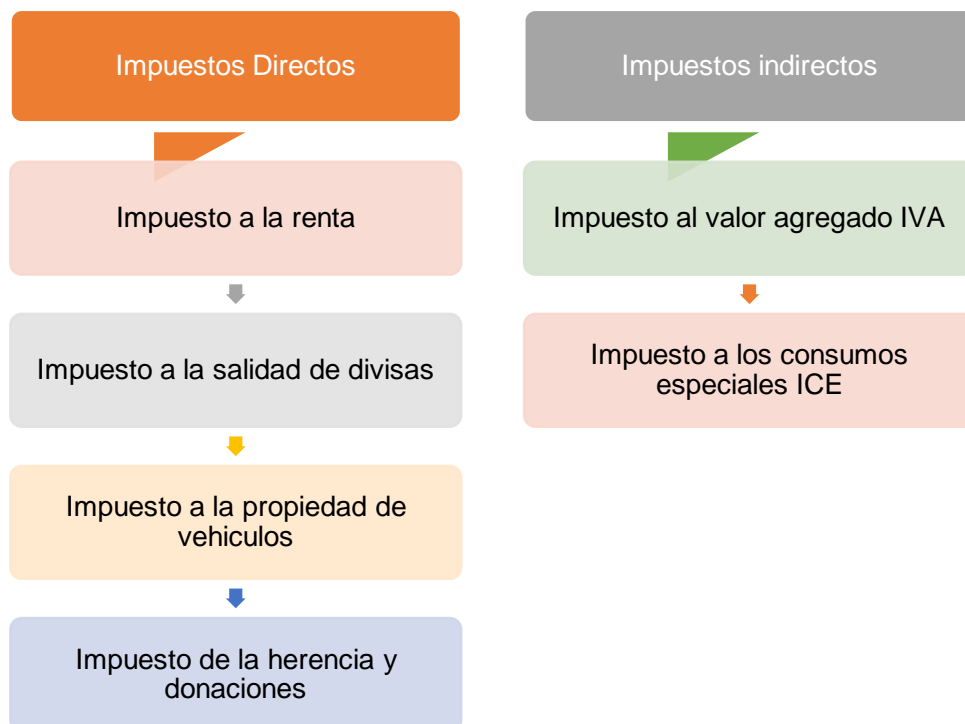 Impuestos Directos
Impuesto a la renta
Impuesto a la salidad de divisas
Impuesto a la propiedad de
vehiculos
Impuesto de la herencia y
donaciones
Impuestos indirectos
Impuesto al valor agregado IVA
Impuesto a los consumos
especiales ICE